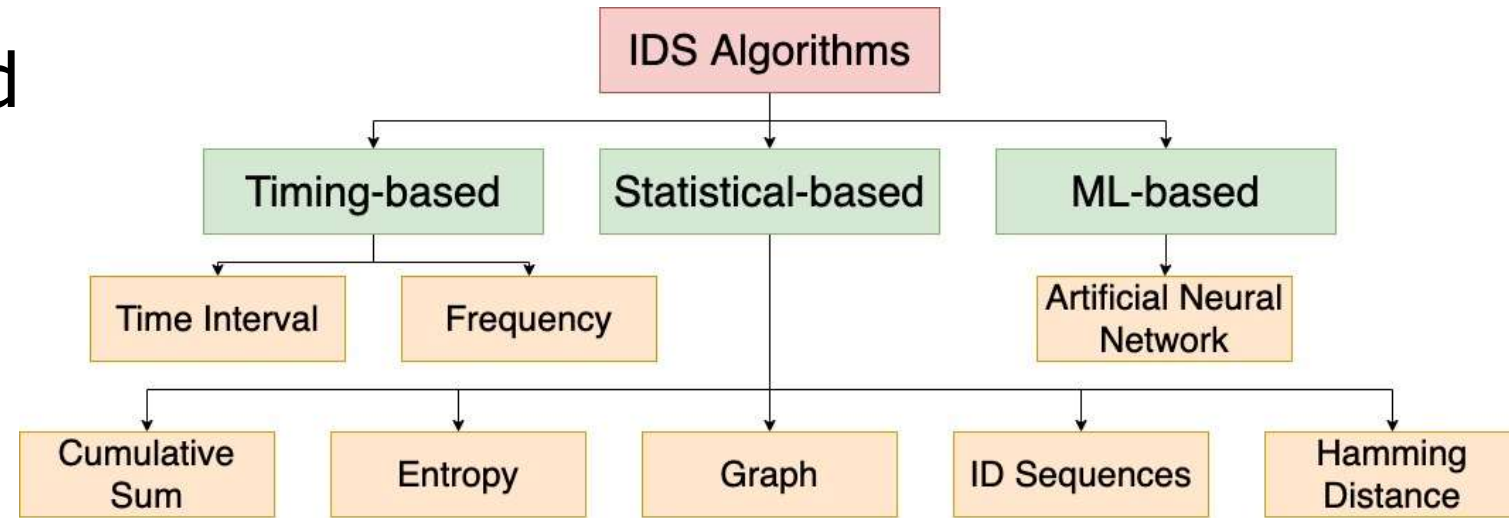 IDS Algorithms
Timing-based
Statistical-based
ML-based
Time Interval
Frequency
Artificial Neural
Network
Cumulative
Sum
Entropy
Graph
ID Sequences
Hamming
Distance